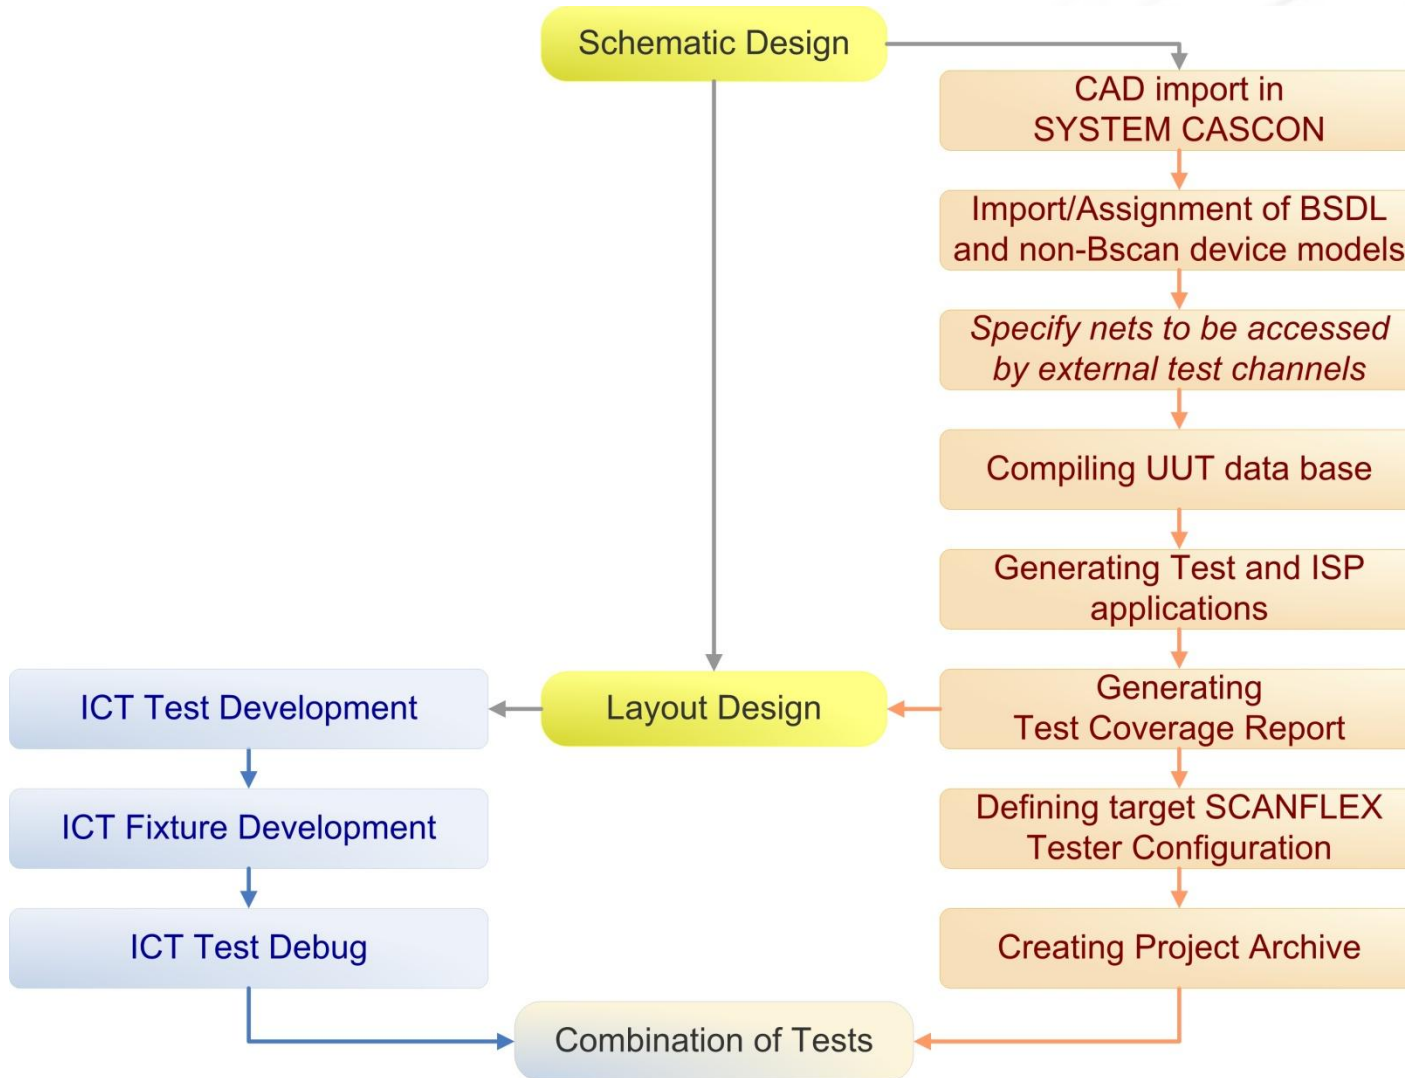 Schematic Design
CAD import in
SYSTEM CASCON
Import/Assignment of BSDL
and non-Bscan device models
Specify nets to be accessed
by external test channels
Compiling UUT data base
Generating Test and ISP
applications
Generating
Test Coverage Report
Layout Design
ICT Test Development
ICT Fixture Development
ICT Test Debug
Defining target SCANFLEX
Tester Configuration
Creating Project Archive
Combination of Tests